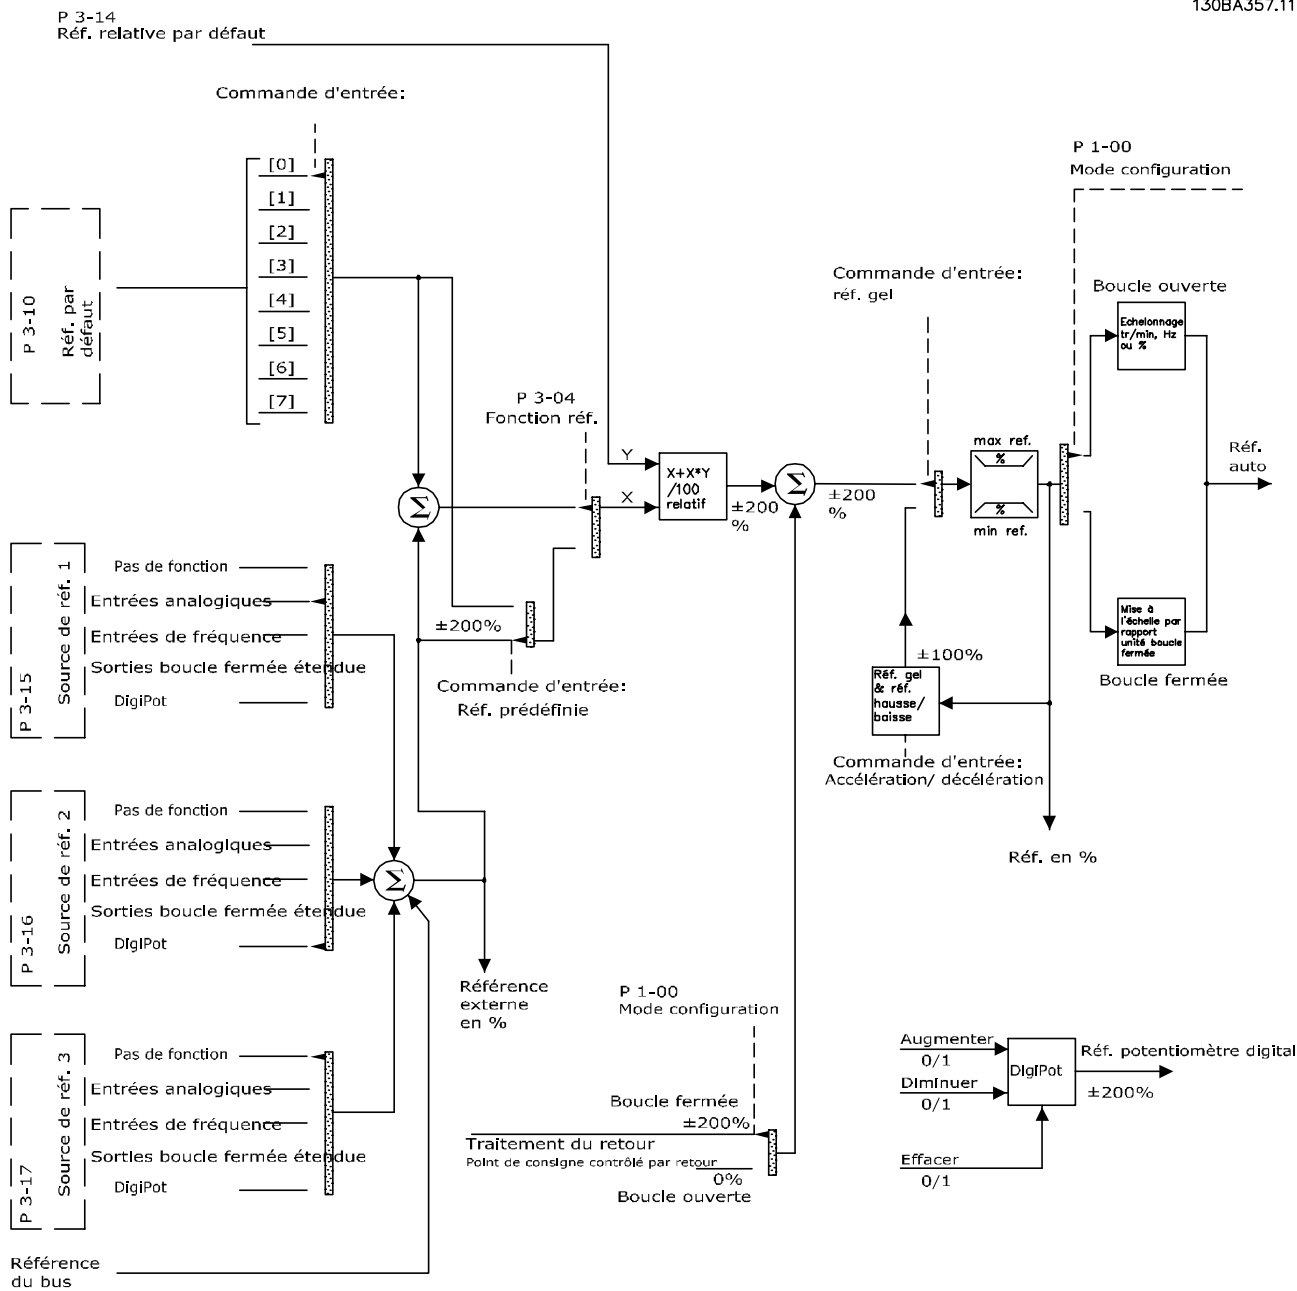 130BA357.11
P 3-14
Réf. relative par défaut
Commande d'entrée:
[0]
[1]
[2]
[3]
[4]
[5]
[6]
[7]
P 3-10
Réf. par
défaut
P 1-00
Mode configuration
Commande d'entrée:
réf. gel
Boucle ouverte
Echelonnage
tr/min, Hz
ou %
P 3-04
Fonction réf.
Y
X
X+X*Y
/100
relatif
±200
%
Σ
±200
%
max ref.
%
%
min ref.
Réf.
auto
Σ
P 3-15
Source de réf. 1
Pas de fonction
Entrées analogiques
Entrées de fréquence
Sorties boucle fermée étendue
DigiPot
±200%
Commande d'entrée:
Réf. prédéfinie
±100%
Réf. gel
& réf.
hausse/
baisse
Commande d'entrée:
Accélération/ décélération
Mise à
l'échelle par
rapport
unité boucle
fermée
Boucle fermée
Réf. en %
P 3-16
Source de réf. 2
Pas de fonction
Entrées analogiques
Entrées de fréquence
Sorties boucle fermée étendue
DigiPot
Σ
Référence
externe
en %
P 1-00
Mode configuration
P 3-17
Source de réf. 3
Pas de fonction
Entrées analogiques
Entrées de fréquence
Sorties boucle fermée étendue
DigiPot
Boucle fermée
±200%
Traitement du retour
Point de consigne contrôlé par retour
0%
Boucle ouverte
Augmenter
0/1
Diminuer
0/1
Effacer
0/1
DigiPot
Réf. potentiomètre digital
±200%
Référence
du bus